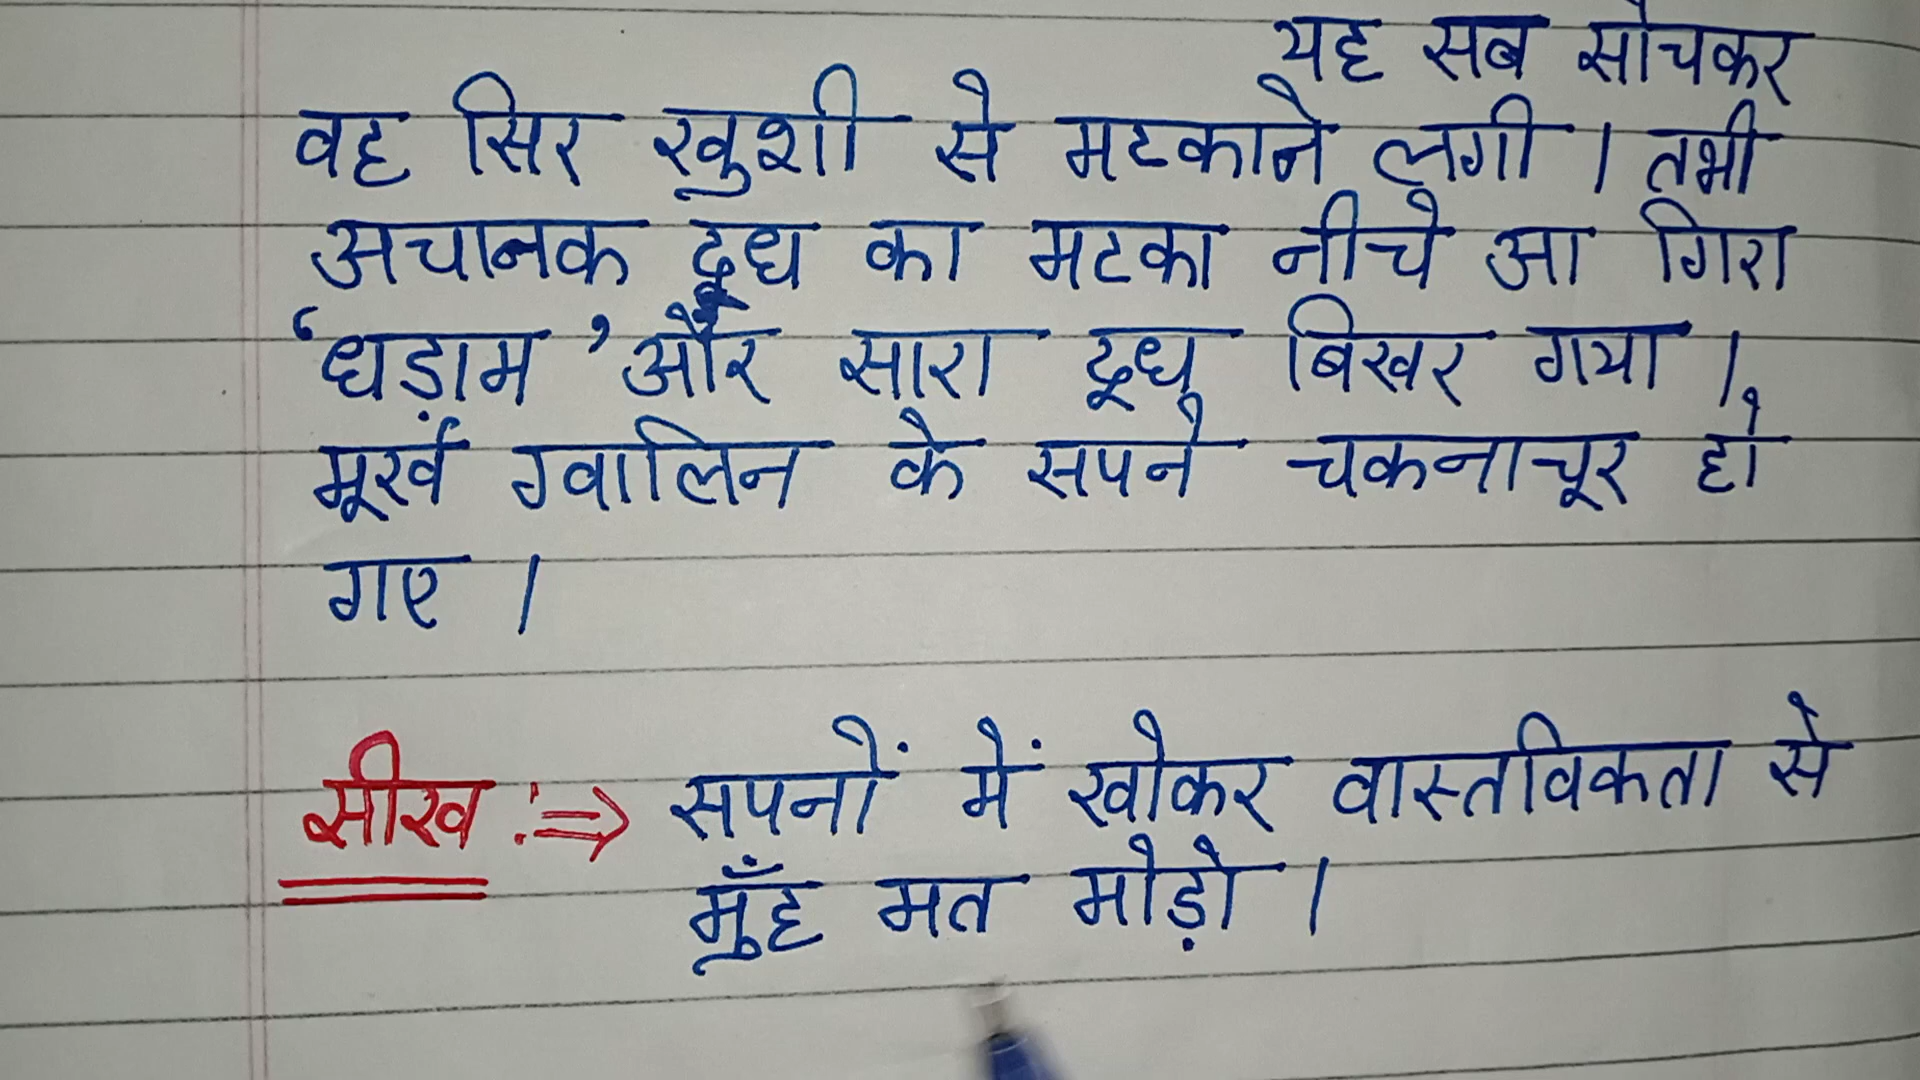 यह सब सोचकर
वह सिर खुशी से मटकाने लगी । तभी
अचानक दूध का मटका नीचे आ गिरा
‘धड़ाम’ और सारा दूध बिखर गया ।
मूर्ख ग्वालिन के सपने चकनाचूर हो
गए ।
सीख :⇒ सपनों में खोकर वास्तविकता से
मुँह मत मोड़ो ।